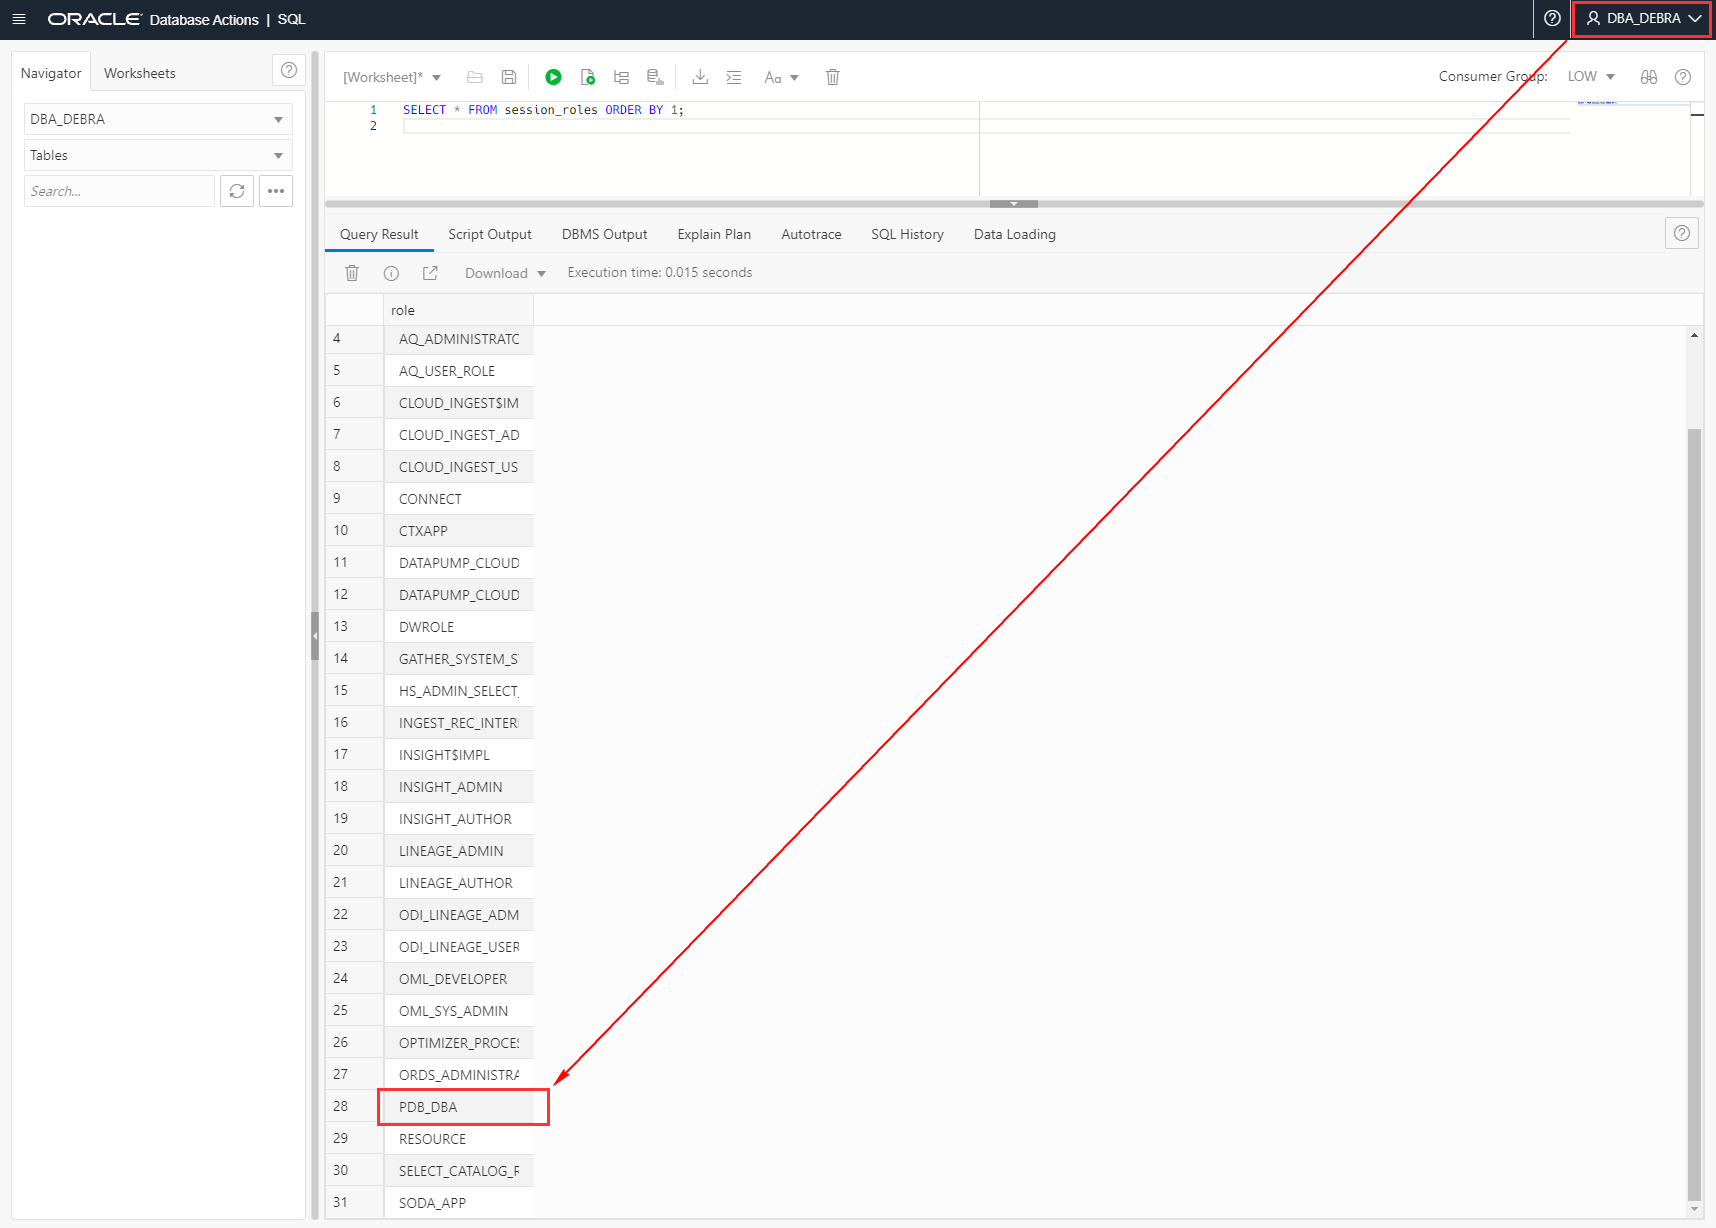 ORACLE Database Actions | SQL
DBA_DEBRA
Navigator
Worksheets
DBA_DEBRA
Tables
Search...
[Worksheet]*
Aa
Consumer Group:
LOW
1 SELECT * FROM session_roles ORDER BY 1;
2
Query Result
Script Output
DBMS Output
Explain Plan
Autotrace
SQL History
Data Loading
Download
Execution time: 0.015 seconds
role
4 AQ_ADMINISTRATC
5 AQ_USER_ROLE
6 CLOUD_INGEST$IM
7 CLOUD_INGEST_AD
8 CLOUD_INGEST_US
9 CONNECT
10 CTXAPP
11 DATAPUMP_CLOUD
12 DATAPUMP_CLOUD
13 DWROLE
14 GATHER_SYSTEM_S
15 HS_ADMIN_SELECT_
16 INGEST_REC_INTER
17 INSIGHT$IMPL
18 INSIGHT_ADMIN
19 INSIGHT_AUTHOR
20 LINEAGE_ADMIN
21 LINEAGE_AUTHOR
22 ODI_LINEAGE_ADM
23 ODI_LINEAGE_USER
24 OML_DEVELOPER
25 OML_SYS_ADMIN
26 OPTIMIZER_PROCES
27 ORDS_ADMINISTRA
28 PDB_DBA
29 RESOURCE
30 SELECT_CATALOG_R
31 SODA_APP